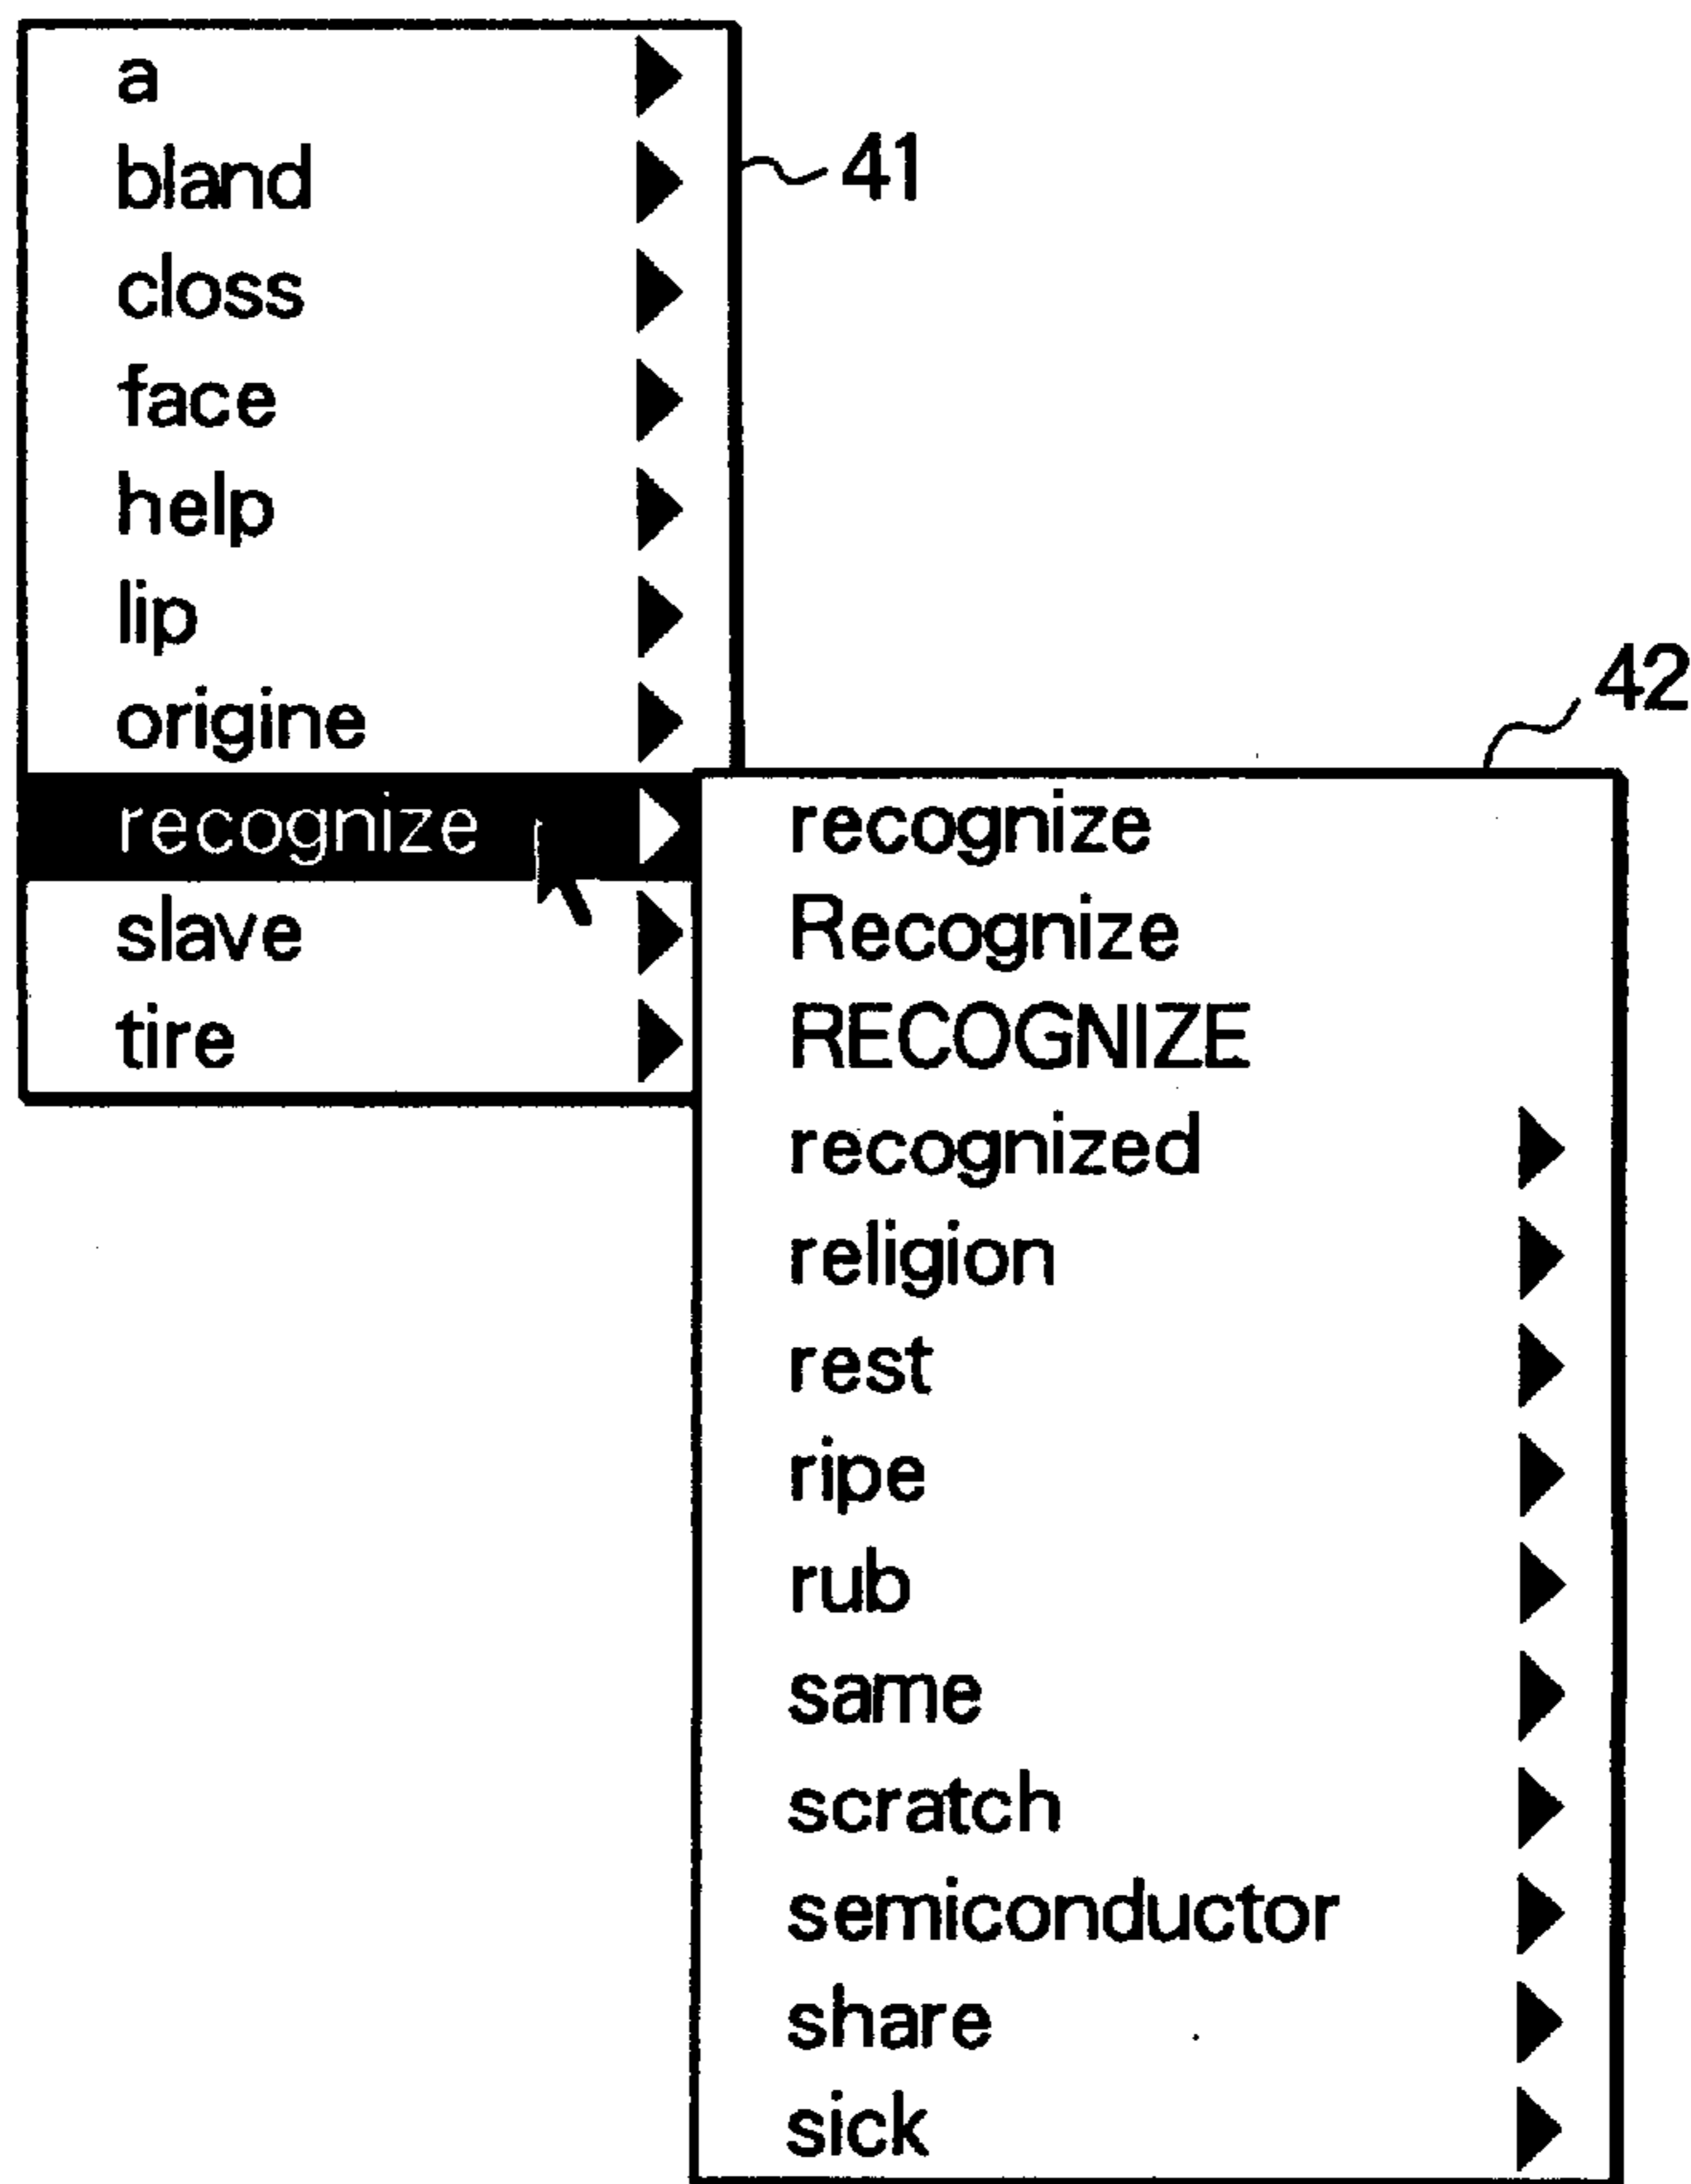 a
bland
closs
face
help
lip
origine
recognize
slave
tire
41
42
recognize
Recognize
RECOGNIZE
recognized
religion
rest
ripe
rub
same
scratch
semiconductor
share
sick